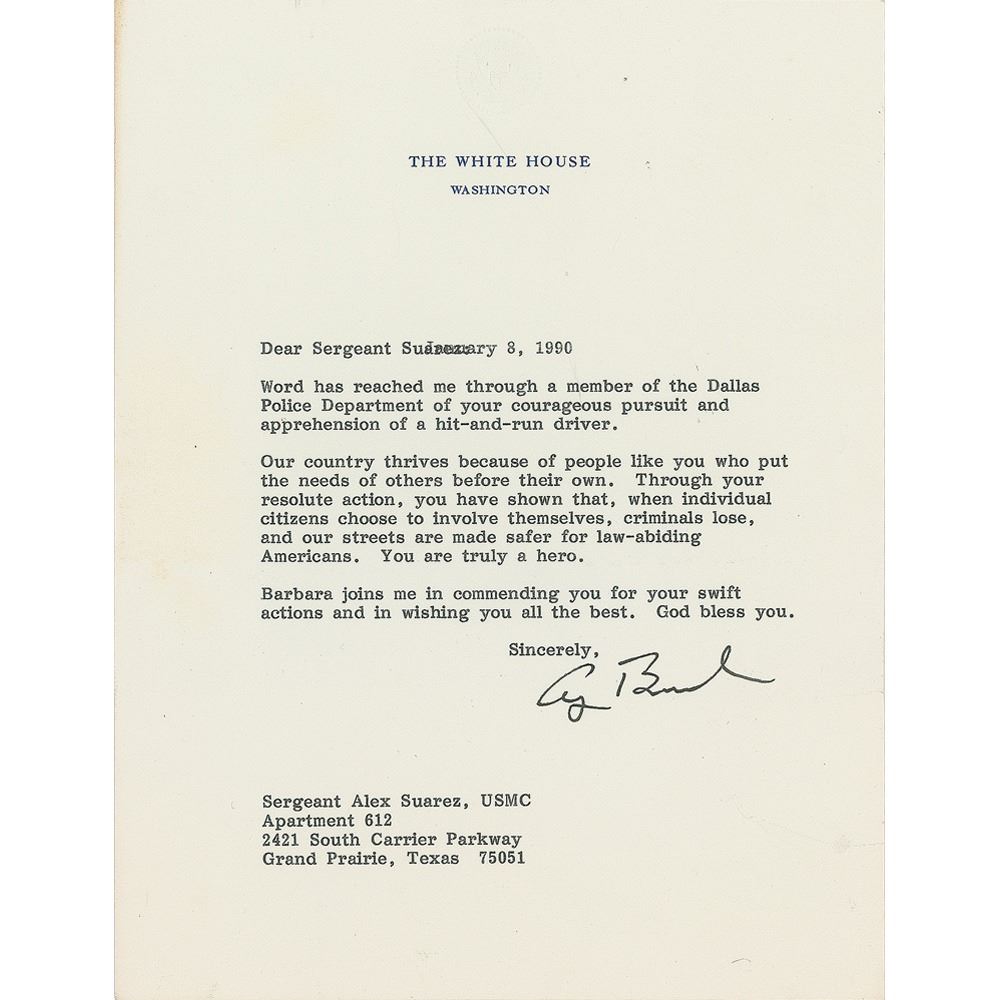 THE WHITE HOUSE
WASHINGTON
Dear Sergeant Suarez: January 8, 1990
Word has reached me through a member of the Dallas
Police Department of your courageous pursuit and
apprehension of a hit-and-run driver.
Our country thrives because of people like you who put
the needs of others before their own. Through your
resolute action, you have shown that, when individual
citizens choose to involve themselves, criminals lose,
and our streets are made safer for law-abiding
Americans. You are truly a hero.
Barbara joins me in commending you for your swift
actions and in wishing you all the best. God bless you.
Sincerely,
G Bush
Sergeant Alex Suarez, USMC
Apartment 612
2421 South Carrier Parkway
Grand Prairie, Texas 75051